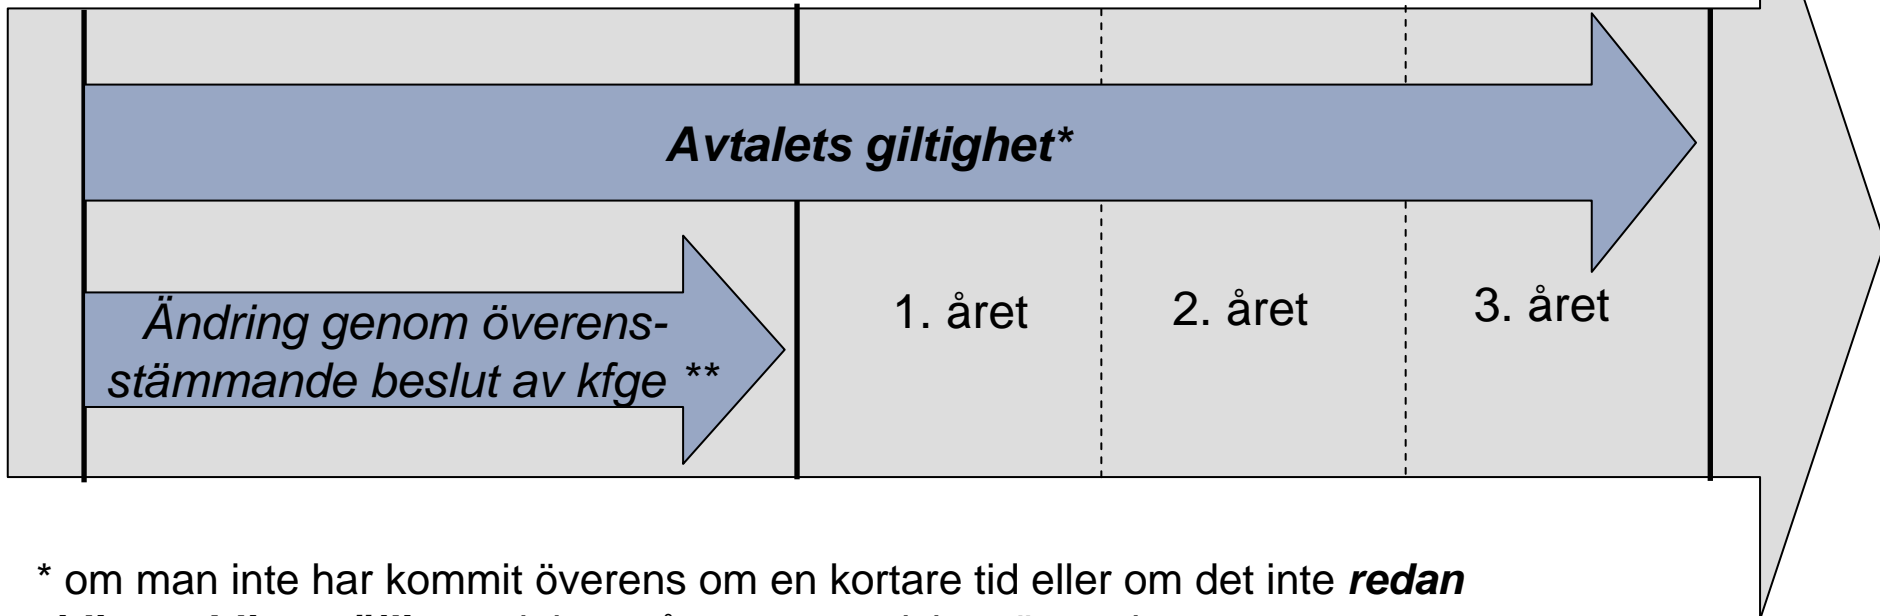 Avtalets giltighet*
Ändring genom överens-
stämmande beslut av kfge **
1. året
2. året
3. året
* om man inte har kommit överens om en kortare tid eller om det inte redan